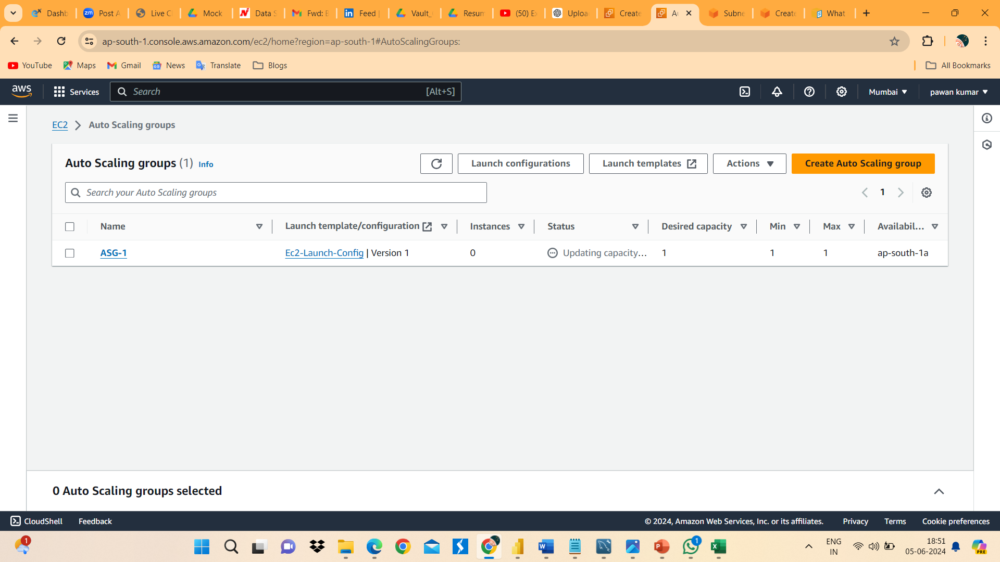 Dashb
Post A
Live Cl
Mock
Data S
Fwd: B
Feed |
Vault_
Resum
(50) Ex
Uploa
Create
Au
Subne
Create
What
ap-south-1.console.aws.amazon.com/ec2/home?region=ap-south-1#AutoScalingGroups:
YouTube Maps Gmail News Translate Blogs All Bookmarks
aws Services Search [Alt+S] Mumbai ▼ pawan kumar ▼
EC2 > Auto Scaling groups
Auto Scaling groups (1) Info Launch configurations Launch templates Actions ▼ Create Auto Scaling group
Search your Auto Scaling groups 1
Name Launch template/configuration Instances Status Desired capacity Min Max Availabil...
ASG-1 Ec2-Launch-Config | Version 1 0 Updating capacity... 1 1 1 ap-south-1a
0 Auto Scaling groups selected
CloudShell Feedback © 2024, Amazon Web Services, Inc. or its affiliates. Privacy Terms Cookie preferences
1
1
ENG
IN
18:51
05-06-2024
PRE